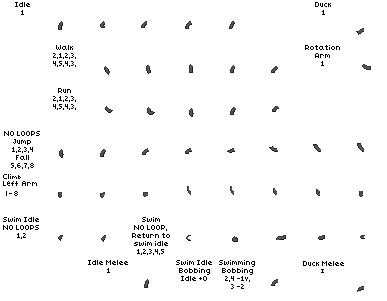 Idle
1
Duck
1
Walk
2,1,2,3,
4,5,4,3,
Rotation
Arm
1
Run
2,1,2,3,
4,5,4,3,
NO LOOPS
Jump
1,2,3,4
Fall
5,6,7,8
Climb
Left Arm
1-8
Swim Idle
NO LOOPS
1,2
Swim
NO LOOP,
Return to
swim idle
1,2,3,4,5
Idle Melee
1
Swim Idle
Bobbing
Idle +0
Swimming
Bobbing
2,4 -1v,
3 -2
Duck Melee
1